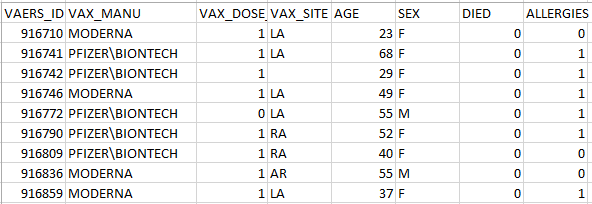 VAERS_ID VAX_MANU VAX_DOSE_ VAX_SITE AGE SEX DIED ALLERGIES
916710 MODERNA 1 LA 23 F 0 0
916741 PFIZER\BIONTECH 1 LA 68 F 0 1
916742 PFIZER\BIONTECH 1 29 F 0 1
916746 MODERNA 1 LA 49 F 0 1
916772 PFIZER\BIONTECH 0 LA 55 M 0 1
916790 PFIZER\BIONTECH 1 RA 52 F 0 1
916809 PFIZER\BIONTECH 1 RA 40 F 0 0
916836 MODERNA 1 AR 55 M 0 0
916859 MODERNA 1 LA 37 F 0 1